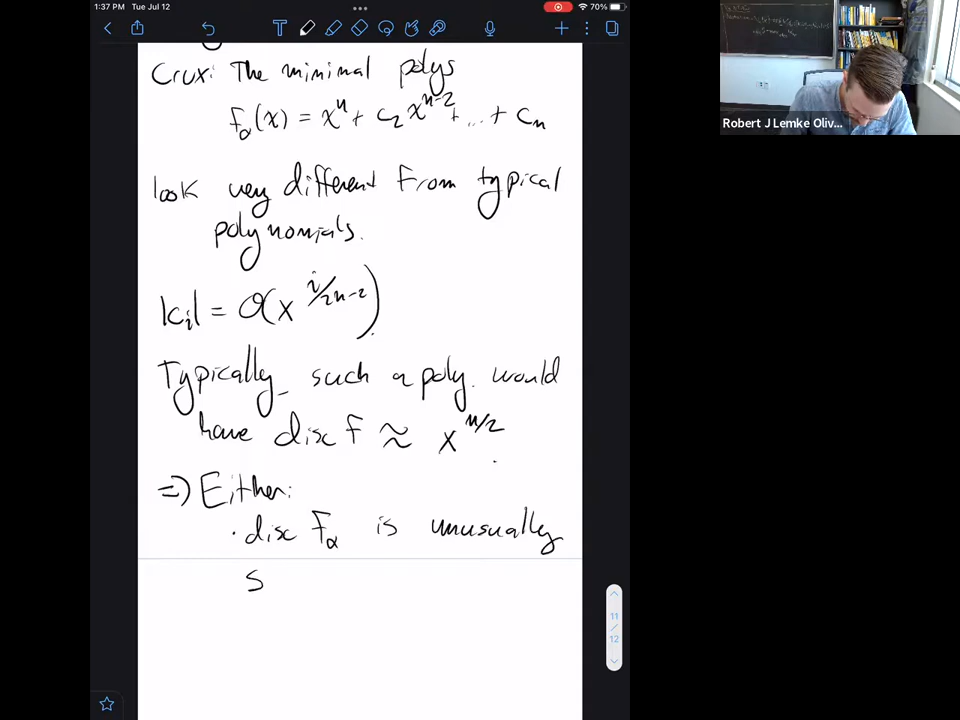 1:37 PM Tue Jul 12
70%
Crux: The minimal polys
f_α(x) = x^n + c_2 x^{n-2} + ... + c_n
look very different from typical
polynomials.
|c_i| = O(X^{i/2n-2}).
Typically, such a poly. would
have disc f ≈ X^{n/2}.
=> Either:
· disc f_α is unusually
S
11
/
12
Robert J Lemke Oliv...